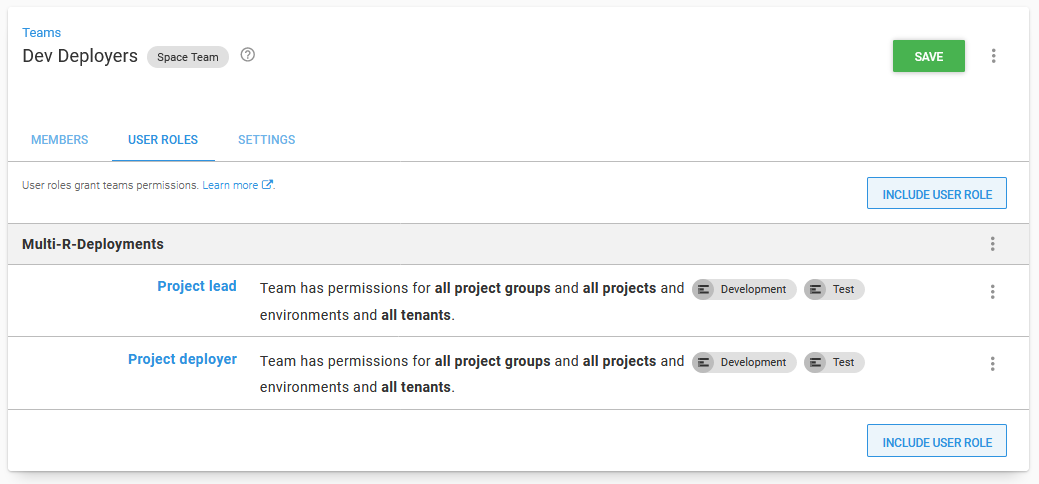 Teams
Dev Deployers Space Team
SAVE
MEMBERS USER ROLES SETTINGS
User roles grant teams permissions. Learn more.
INCLUDE USER ROLE
Multi-R-Deployments
Project lead Team has permissions for all project groups and all projects and Development Test
environments and all tenants.
Project deployer Team has permissions for all project groups and all projects and Development Test
environments and all tenants.
INCLUDE USER ROLE